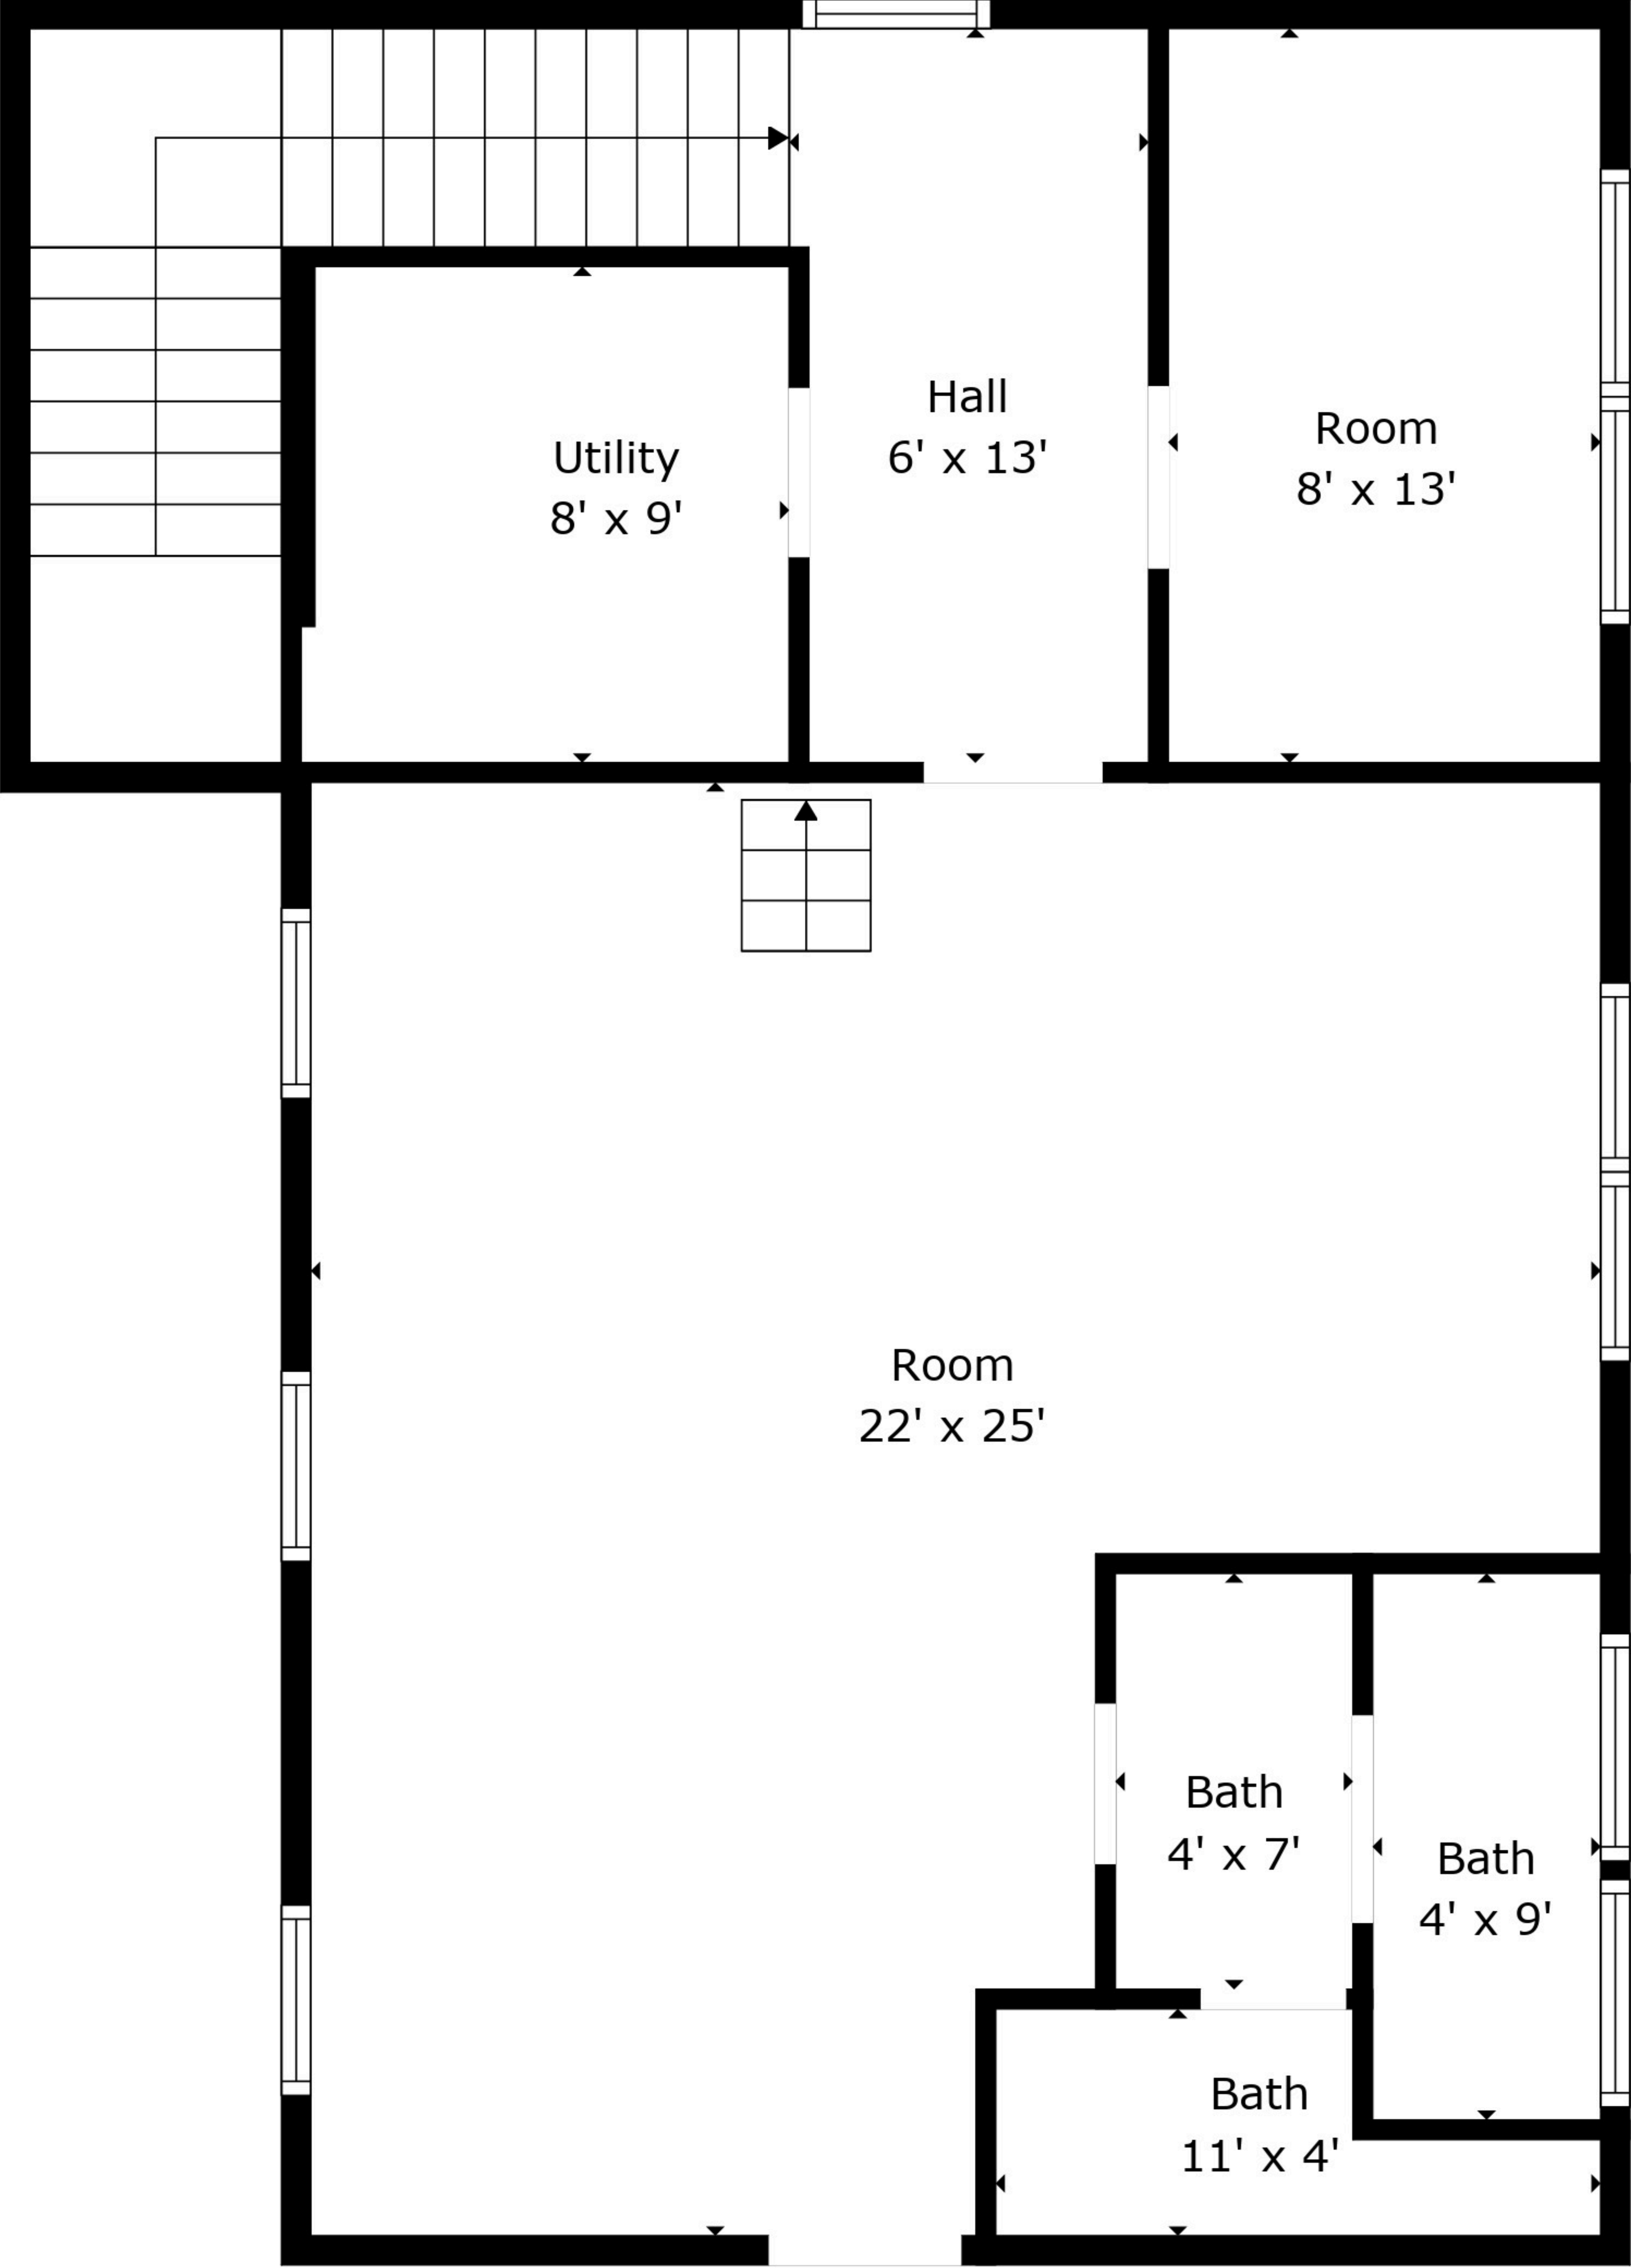 Hall
6' x 13'
Room
8' x 13'
Utility
8' x 9'
Room
22' x 25'
Bath
4' x 7'
Bath
4' x 9'
Bath
11' x 4'